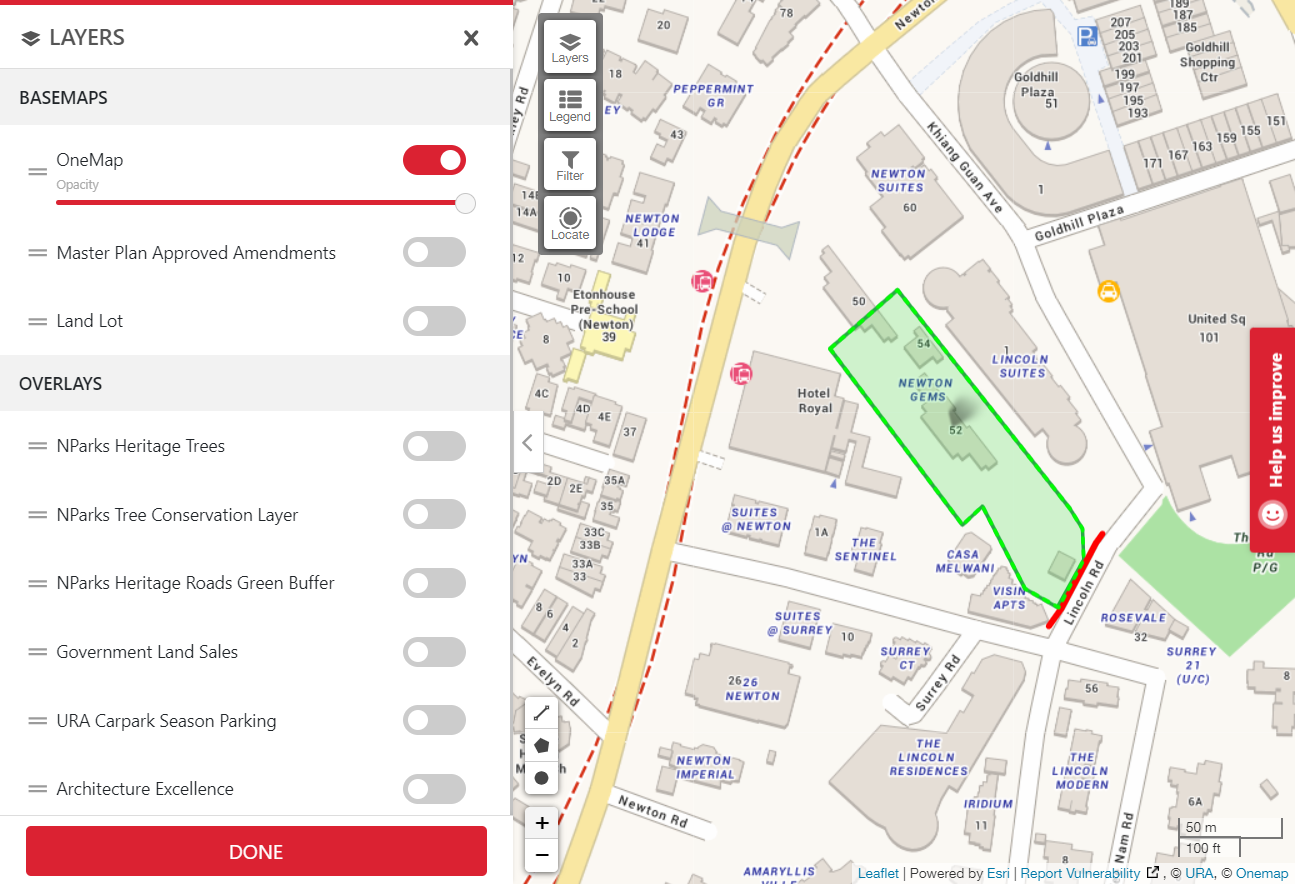 LAYERS
BASEMAPS
OneMap
Opacity
Master Plan Approved Amendments
Land Lot
OVERLAYS
NParks Heritage Trees
NParks Tree Conservation Layer
NParks Heritage Roads Green Buffer
Government Land Sales
URA Carpark Season Parking
Architecture Excellence
DONE
Layers
Legend
Filter
Locate
20
78
18
PEPPERMINT
GR
43
NEWTON
LODGE
41
14A
12
10
Etonhouse
Pre-School
(Newton)
39
8
4C
4D
4E
37
2D
2E
35A
35
33C
33B
33A
33
8
6
4
2
Evelyn Rd
Newton Rd
Khiang Guan Ave
Goldhill Plaza
Goldhill
Plaza
51
1
Goldhill
Shopping
Ctr
189
187
185
207
205
203
201
199
197
195
193
171
167
163
159
155
151
NEWTON
SUITES
60
50
54
NEWTON
GEMS
52
1
LINCOLN
SUITES
United Sq
101
Hotel
Royal
SUITES
@ NEWTON
1A
THE
SENTINEL
CASA
MELWANI
VISIN
APTS
Lincoln Rd
Rd
P/G
ROSEVALE
32
SURREY
21
(U/C)
SUITES
@ SURREY
10
SURREY
CT
Surrey Rd
2626
NEWTON
NEWTON
IMPERIAL
THE
LINCOLN
RESIDENCES
IRIDIUM
11
56
THE
LINCOLN
MODERN
8
6A
8
Nam Rd
AMARYLLIS
VILLE
Help us improve
+
−
50 m
100 ft
Leaflet | Powered by Esri | Report Vulnerability , © URA, © Onemap